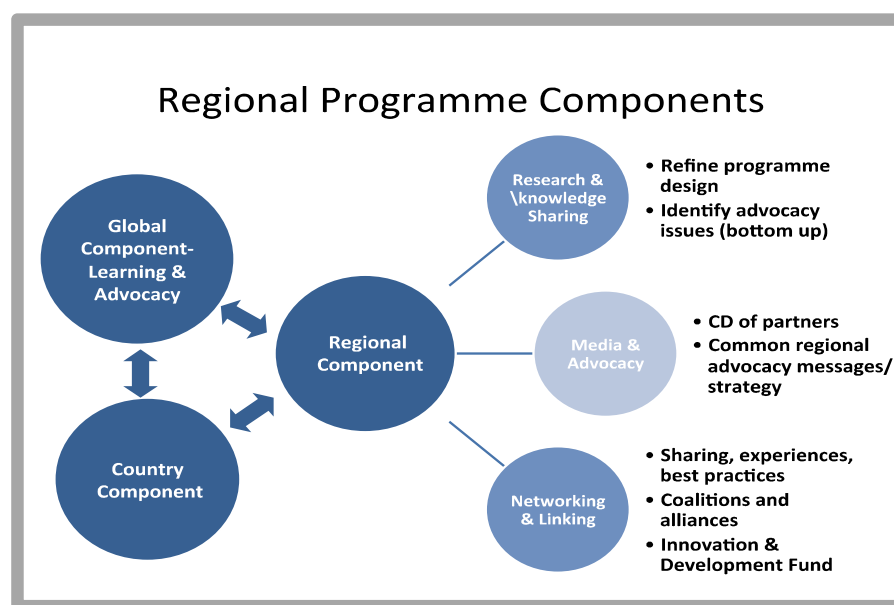 Regional Programme Components
Global
Component-
Learning &
Advocacy
Country
Component
Regional
Component
Research &
\knowledge
Sharing
• Refine programme
design
• Identify advocacy
issues (bottom up)
Media &
Advocacy
• CD of partners
• Common regional
advocacy messages/
strategy
Networking
& Linking
• Sharing, experiences,
best practices
• Coalitions and
alliances
• Innovation &
Development Fund